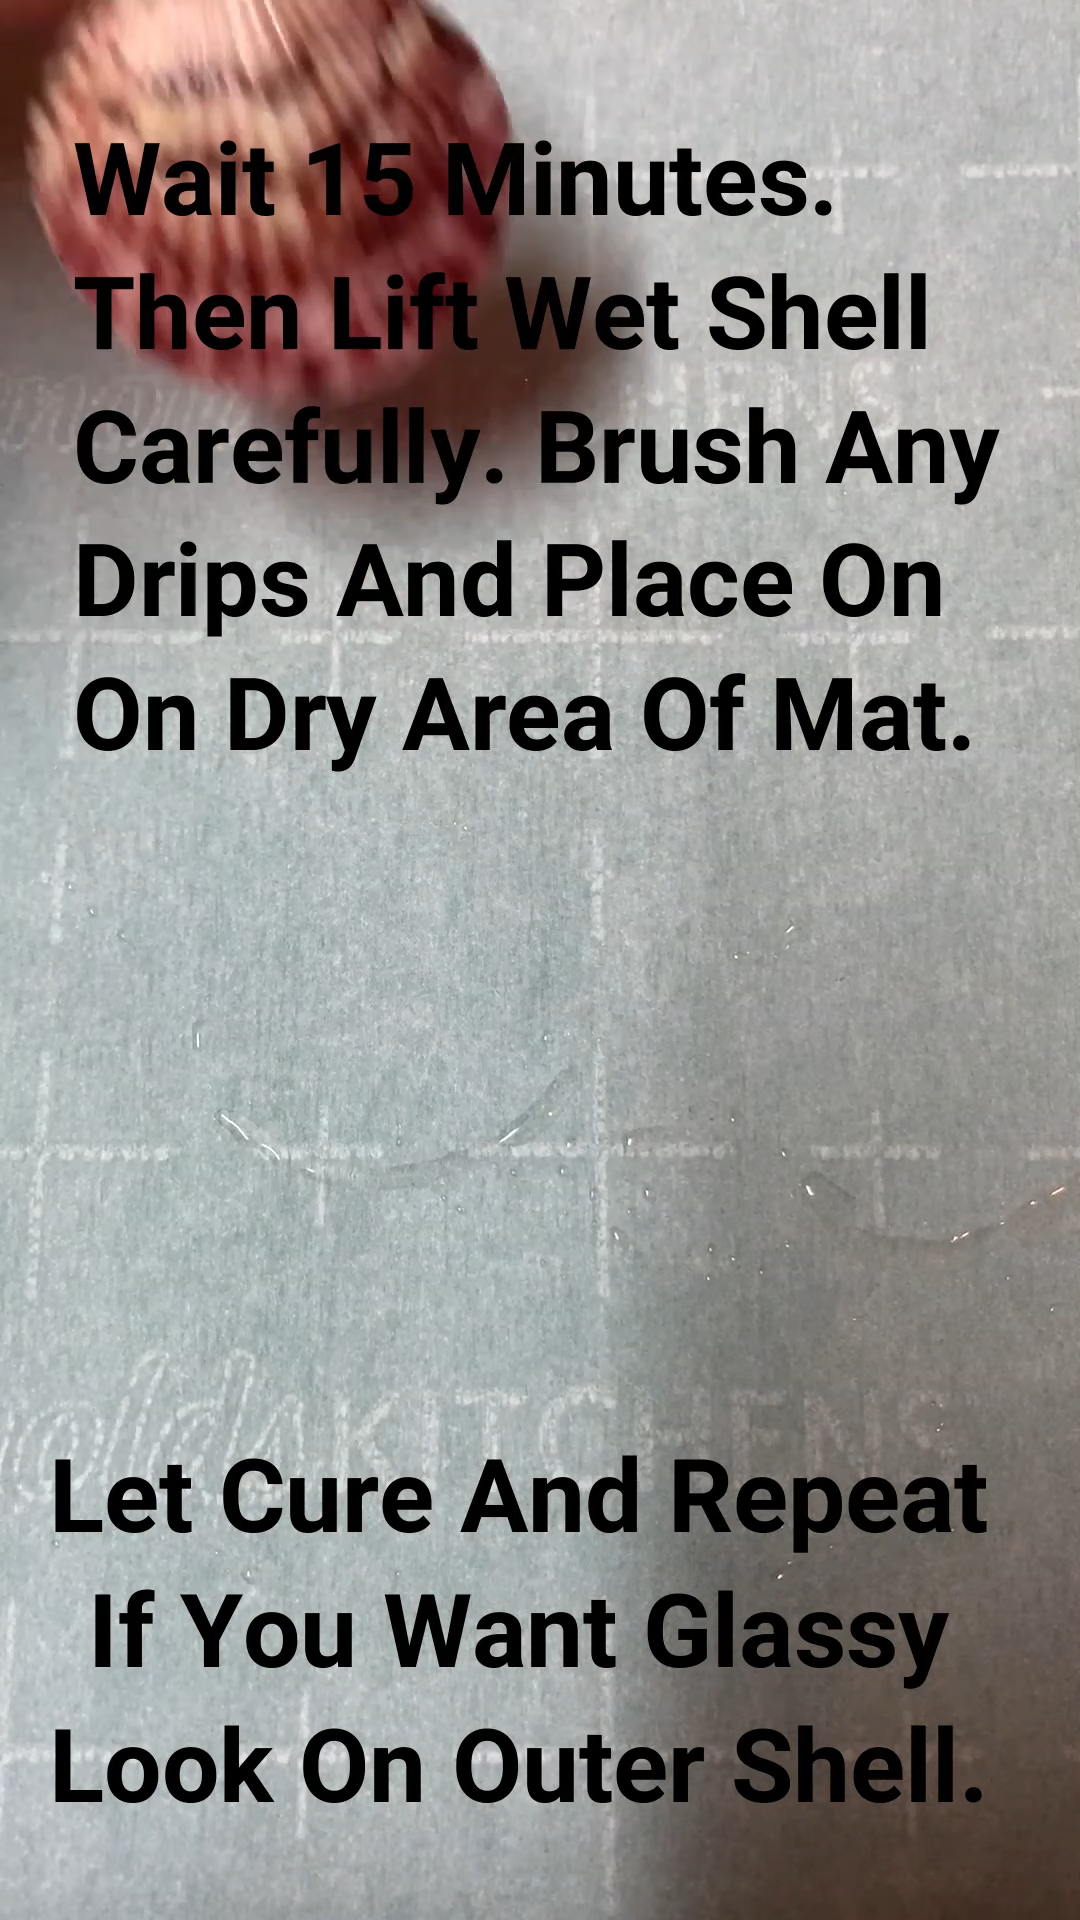 Wait 15 Minutes.
Then Lift Wet Shell
Carefully. Brush Any
Drips And Place On
On Dry Area Of Mat.
KITCHENS
Let Cure And Repeat
If You Want Glassy
Look On Outer Shell.